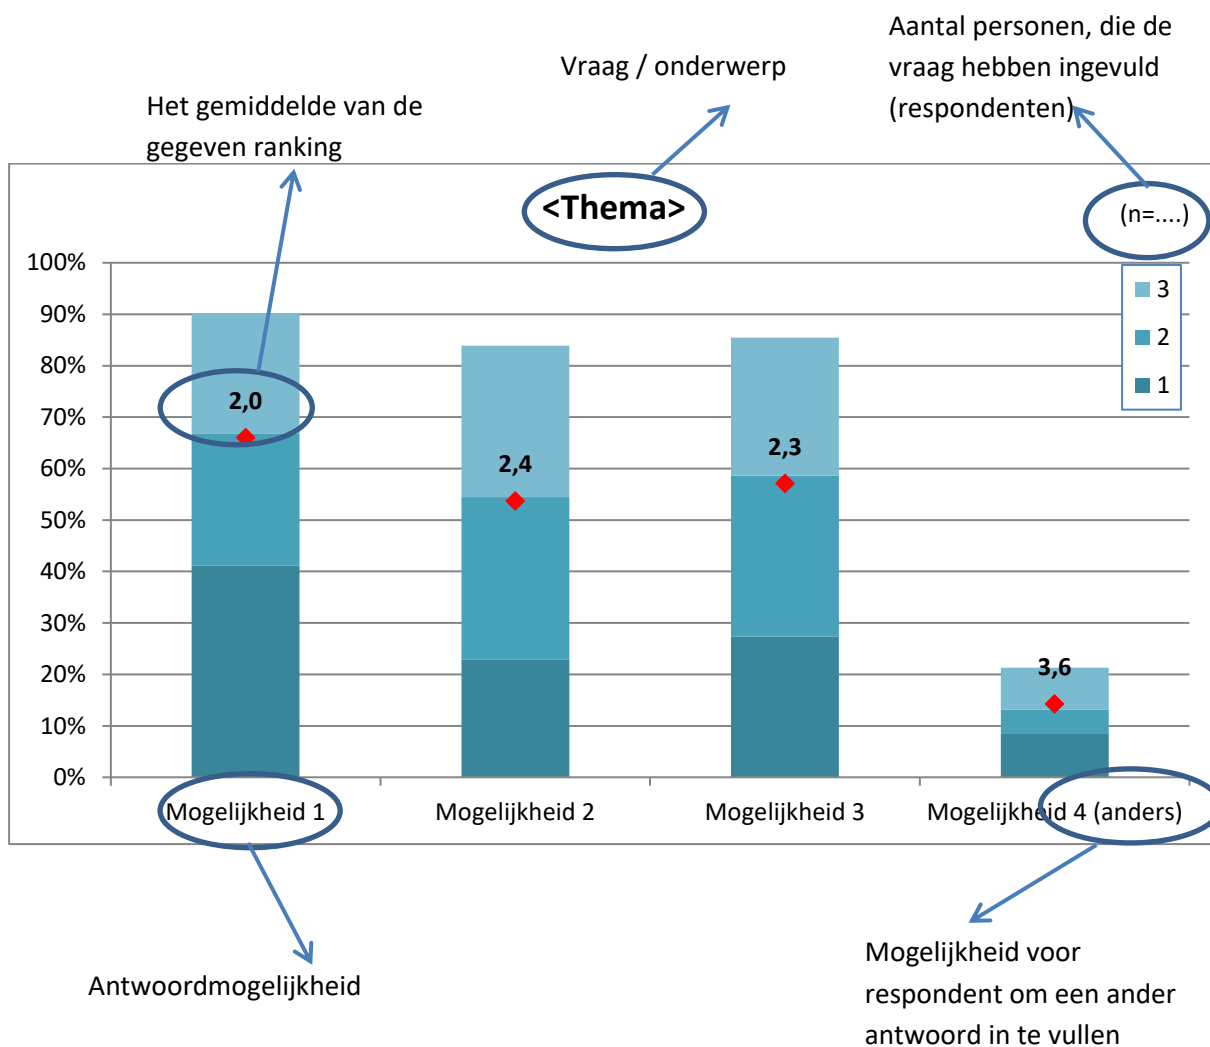 Aantal personen, die de
vraag hebben ingevuld
(respondenten)
Vraag / onderwerp
Het gemiddelde van de
gegeven ranking
<Thema>
(n=....)
100%
90%
80%
70%
60%
50%
40%
30%
20%
10%
0%
3
2
1
2,0
2,4
2,3
3,6
Mogelijkheid 1
Mogelijkheid 2
Mogelijkheid 3
Mogelijkheid 4 (anders)
Antwoordmogelijkheid
Mogelijkheid voor
respondent om een ander
antwoord in te vullen